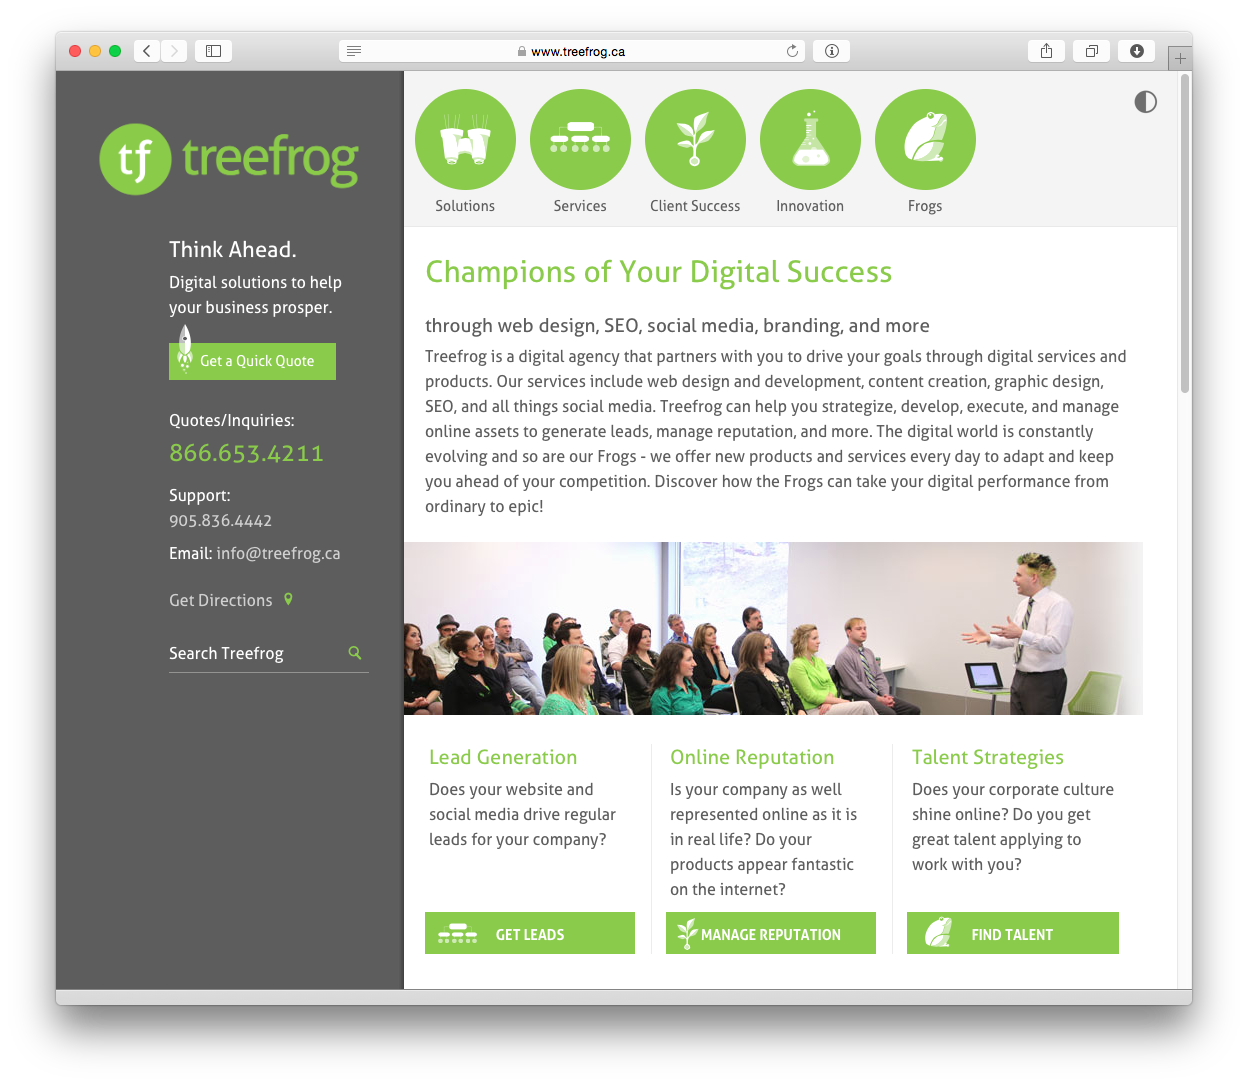 www.treefrog.ca
tf treefrog
Think Ahead.
Digital solutions to help
your business prosper.
Get a Quick Quote
Quotes/Inquiries:
866.653.4211
Support:
905.836.4442
Email: info@treefrog.ca
Get Directions
Search Treefrog
Solutions
Services
Client Success
Innovation
Frogs
Champions of Your Digital Success
through web design, SEO, social media, branding, and more
Treefrog is a digital agency that partners with you to drive your goals through digital services and
products. Our services include web design and development, content creation, graphic design,
SEO, and all things social media. Treefrog can help you strategize, develop, execute, and manage
online assets to generate leads, manage reputation, and more. The digital world is constantly
evolving and so are our Frogs - we offer new products and services every day to adapt and keep
you ahead of your competition. Discover how the Frogs can take your digital performance from
ordinary to epic!
Lead Generation
Does your website and
social media drive regular
leads for your company?
GET LEADS
Online Reputation
Is your company as well
represented online as it is
in real life? Do your
products appear fantastic
on the internet?
MANAGE REPUTATION
Talent Strategies
Does your corporate culture
shine online? Do you get
great talent applying to
work with you?
FIND TALENT